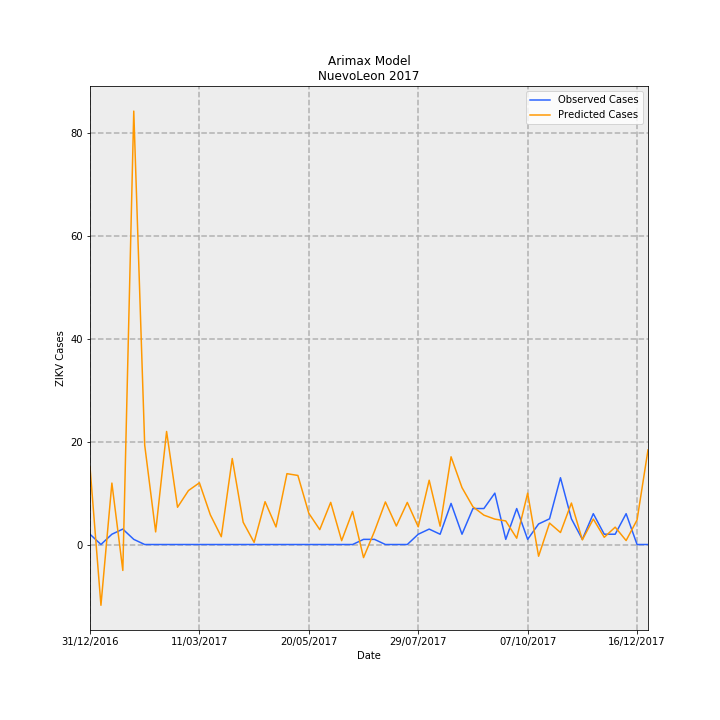 Arimax Model
NuevoLeon 2017
Observed Cases
Predicted Cases
80
60
40
20
0
ZIKV Cases
31/12/2016 11/03/2017 20/05/2017 29/07/2017 07/10/2017 16/12/2017
Date